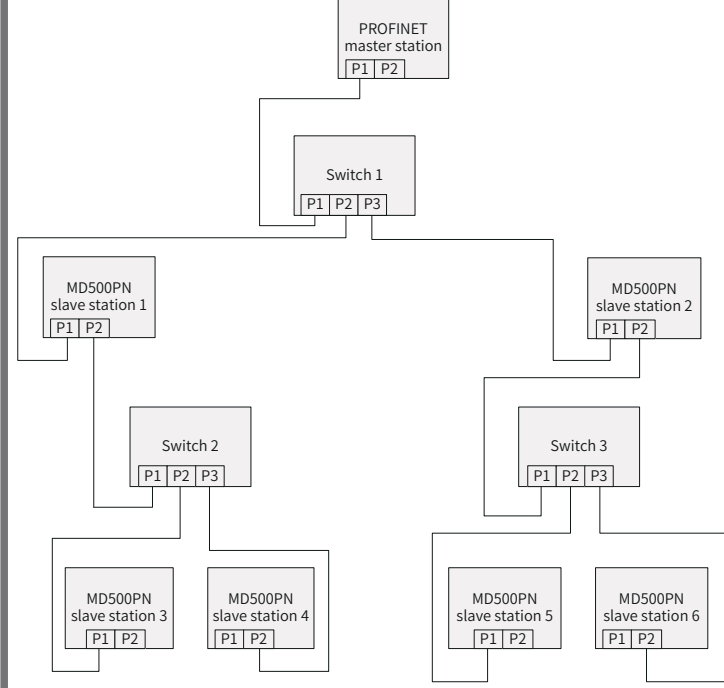 PROFINET
master station
P1 P2
Switch 1
P1 P2 P3
MD500PN
slave station 1
P1 P2
MD500PN
slave station 2
P1 P2
Switch 2
P1 P2 P3
Switch 3
P1 P2 P3
MD500PN
slave station 3
P1 P2
MD500PN
slave station 4
P1 P2
MD500PN
slave station 5
P1 P2
MD500PN
slave station 6
P1 P2